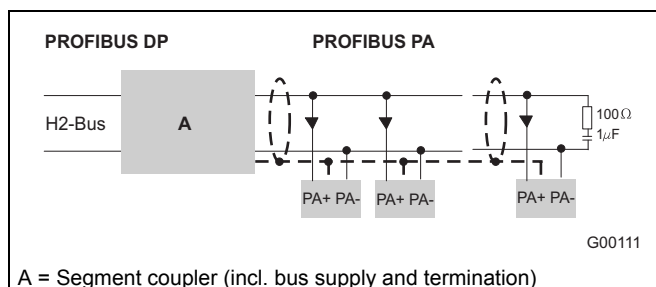 PROFIBUS DP PROFIBUS PA
H2-Bus A
100Ω
1µF
PA+ PA- PA+ PA- PA+ PA-
G00111
A = Segment coupler (incl. bus supply and termination)